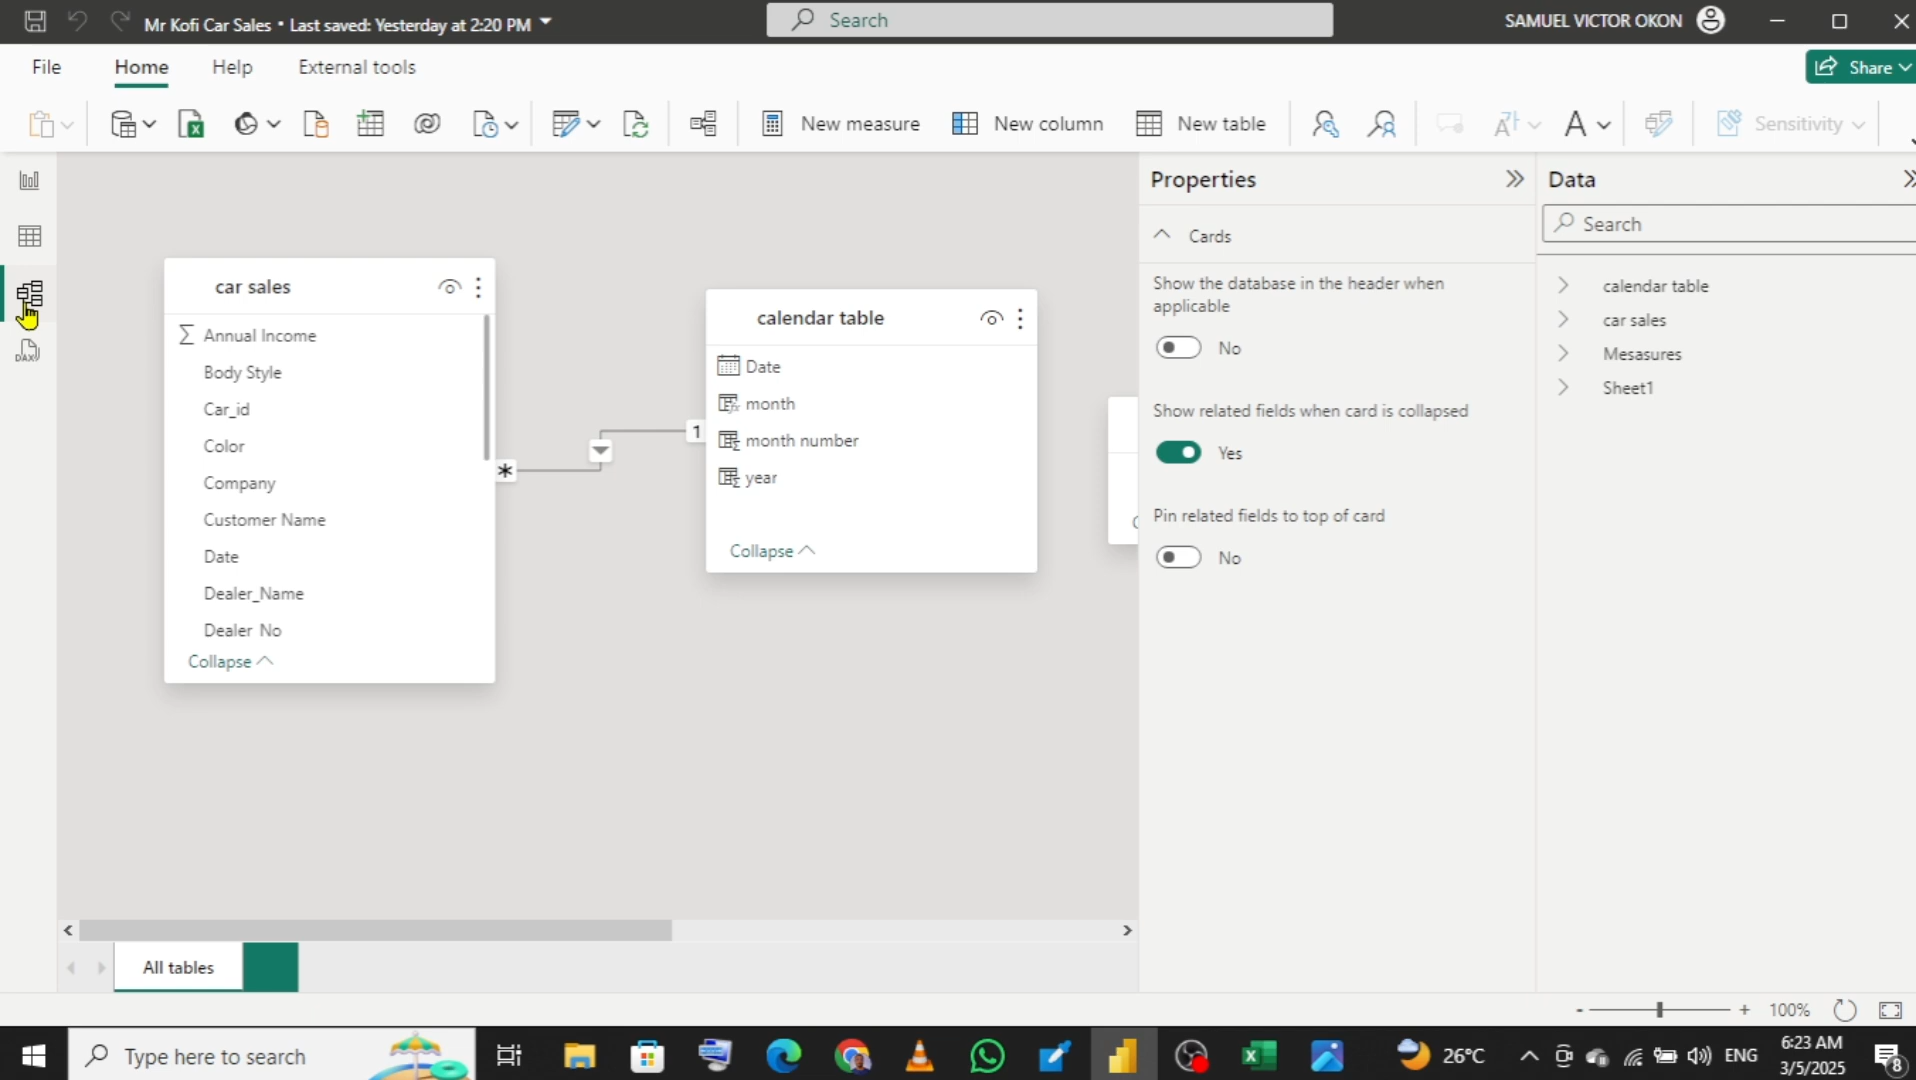 Mr Kofi Car Sales • Last saved: Yesterday at 2:20 PM
Search
SAMUEL VICTOR OKON
File
Home
Help
External tools
Share
New measure
New column
New table
Sensitivity
DAX
car sales
Annual Income
Body Style
Car_id
Color
Company
Customer Name
Date
Dealer_Name
Dealer_No
Collapse
*
1
calendar table
Date
month
month number
year
Collapse
Properties
Cards
Show the database in the header when
applicable
No
Show related fields when card is collapsed
Yes
Pin related fields to top of card
No
Data
Search
calendar table
car sales
Mesasures
Sheet1
All tables
- + 100%
Type here to search
26°C
ENG
6:23 AM
3/5/2025
8